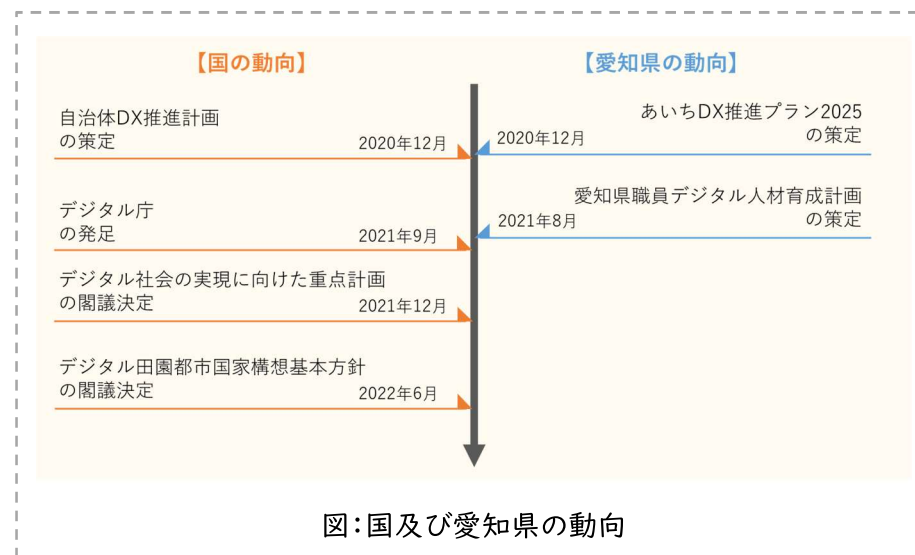 【国の動向】
【愛知県の動向】
自治体DX推進計画
の策定
2020年12月
あいちDX推進プラン2025
の策定
2020年12月
愛知県職員デジタル人材育成計画
の策定
2021年8月
デジタル庁
の発足
2021年9月
デジタル社会の実現に向けた重点計画
の閣議決定
2021年12月
デジタル田園都市国家構想基本方針
の閣議決定
2022年6月
図:国及び愛知県の動向